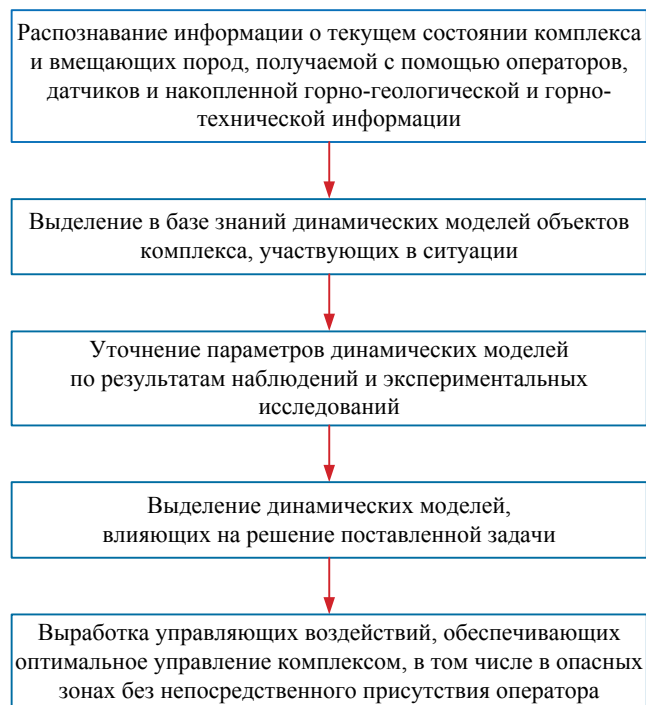 Распознавание информации о текущем состоянии комплекса
и вмещающих пород, получаемой с помощью операторов,
датчиков и накопленной горно-геологической и горно-
технической информации
Выделение в базе знаний динамических моделей объектов
комплекса, участвующих в ситуации
Уточнение параметров динамических моделей
по результатам наблюдений и экспериментальных
исследований
Выделение динамических моделей,
влияющих на решение поставленной задачи
Выработка управляющих воздействий, обеспечивающих
оптимальное управление комплексом, в том числе в опасных
зонах без непосредственного присутствия оператора